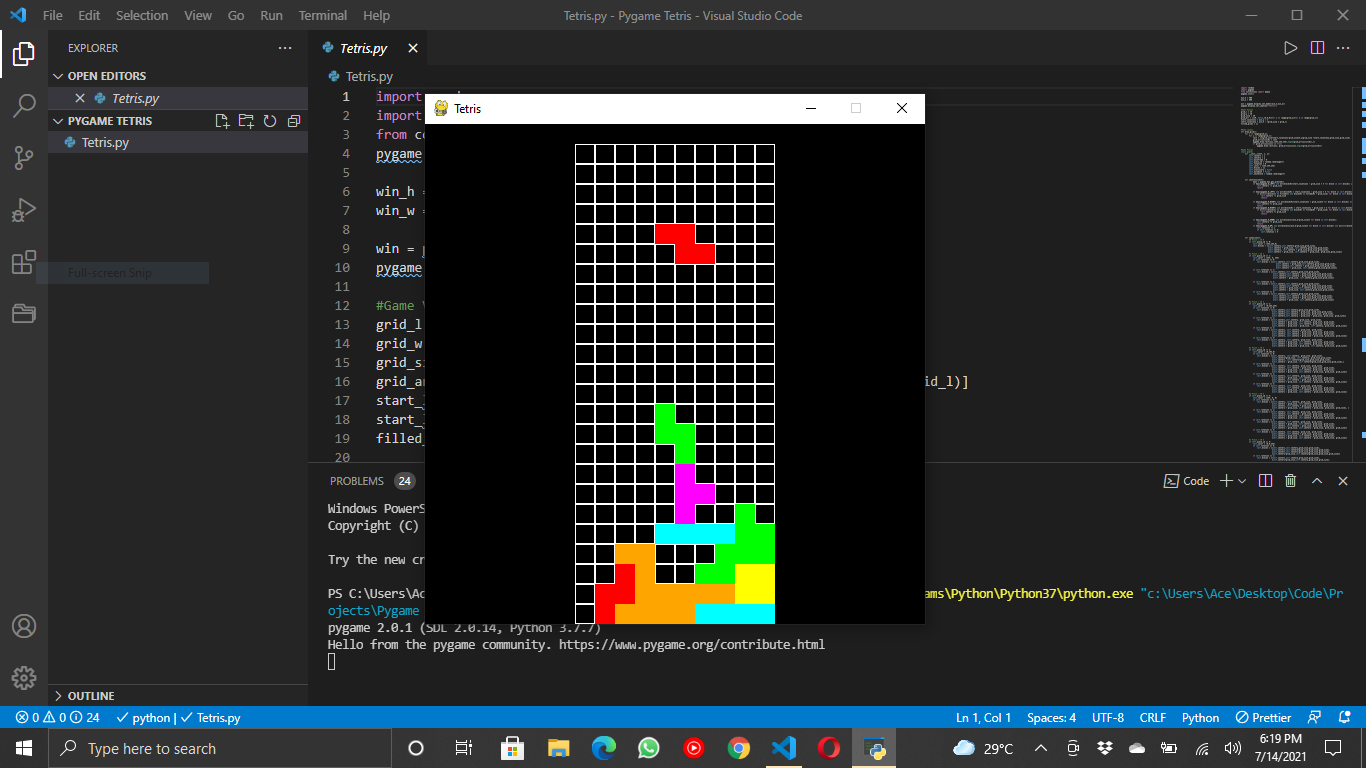 File Edit Selection View Go Run Terminal Help
Tetris.py - Pygame Tetris - Visual Studio Code
EXPLORER
OPEN EDITORS
Tetris.py
PYGAME TETRIS
Tetris.py
Full-screen Snip
OUTLINE
Tetris.py
Tetris.py
Tetris
1 import
2 import
3 from
4 pygame
5
6 win_h =
7 win_w =
8
9 win =
10 pygame
11
12 #Game
13 grid_l
14 grid_w
15 grid_si
16 grid_ar id_l)]
17 start_
18 start_
19 filled_
20
PROBLEMS 24
Code
Windows PowerS
Copyright (C)
Try the new cr
PS C:\Users\Ac ams\Python\Python37\python.exe "c:\Users\Ace\Desktop\Code\Pr
ojects\Pygame
pygame 2.0.1 (SDL 2.0.14, Python 3.7.7)
Hello from the pygame community. https://www.pygame.org/contribute.html
0 0 24 python | Tetris.py Ln 1, Col 1 Spaces: 4 UTF-8 CRLF Python Prettier
Type here to search
29°C
6:19 PM
7/14/2021